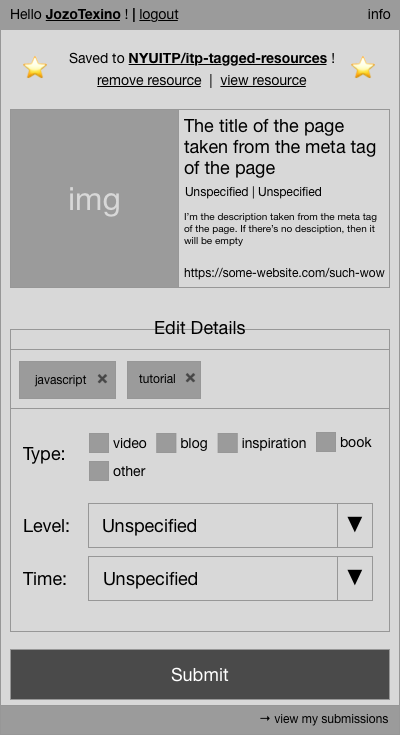 Hello JozoTexino ! | logout info
Saved to NYUITP/itp-tagged-resources !
remove resource | view resource
img
The title of the page
taken from the meta tag
of the page
Unspecified | Unspecified
I'm the description taken from the meta tag
of the page. If there's no desciption, then it
will be empty
https://some-website.com/such-wow
Edit Details
javascript × tutorial ×
Type: video blog inspiration book
other
Level: Unspecified ▼
Time: Unspecified ▼
Submit
→ view my submissions